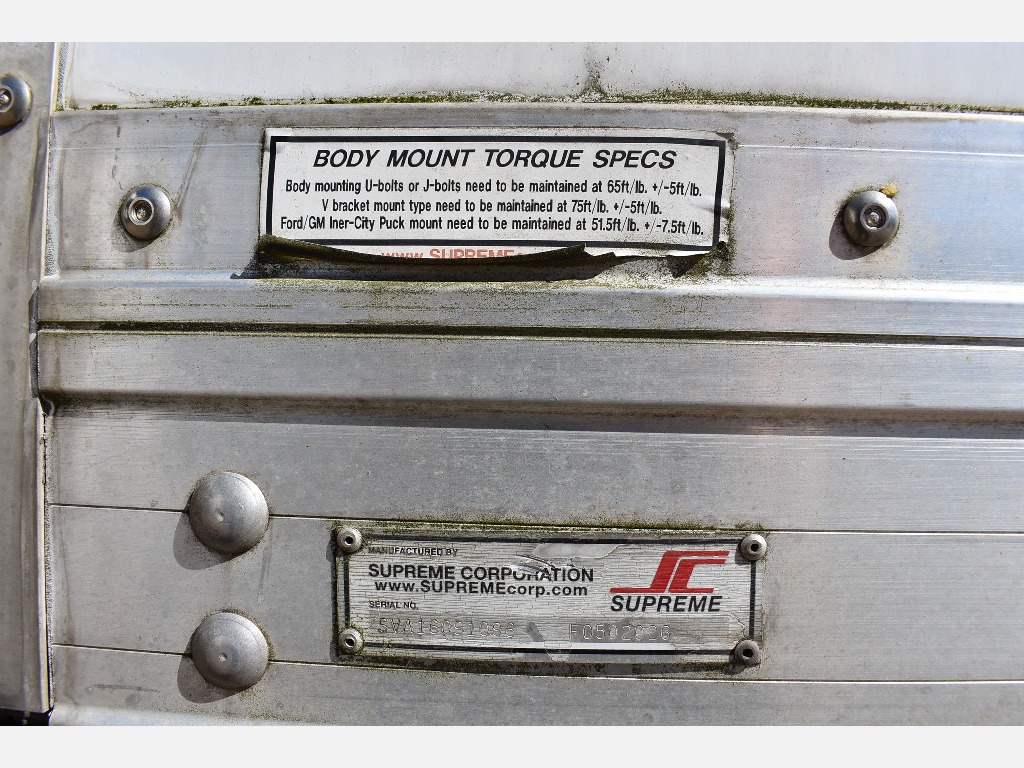 BODY MOUNT TORQUE SPECS
Body mounting U-bolts or J-bolts need to be maintained at 65ft/lb. +/-5ft/lb.
V bracket mount type need to be maintained at 75ft/lb. +/-5ft/lb.
Ford/GM Iner-City Puck mount need to be maintained at 51.5ft/lb. +/-7.5ft/lb.
www.SUPREME
MANUFACTURED BY
SUPREME CORPORATION
www.SUPREMEcorp.com
SERIAL NO.
SUPREME